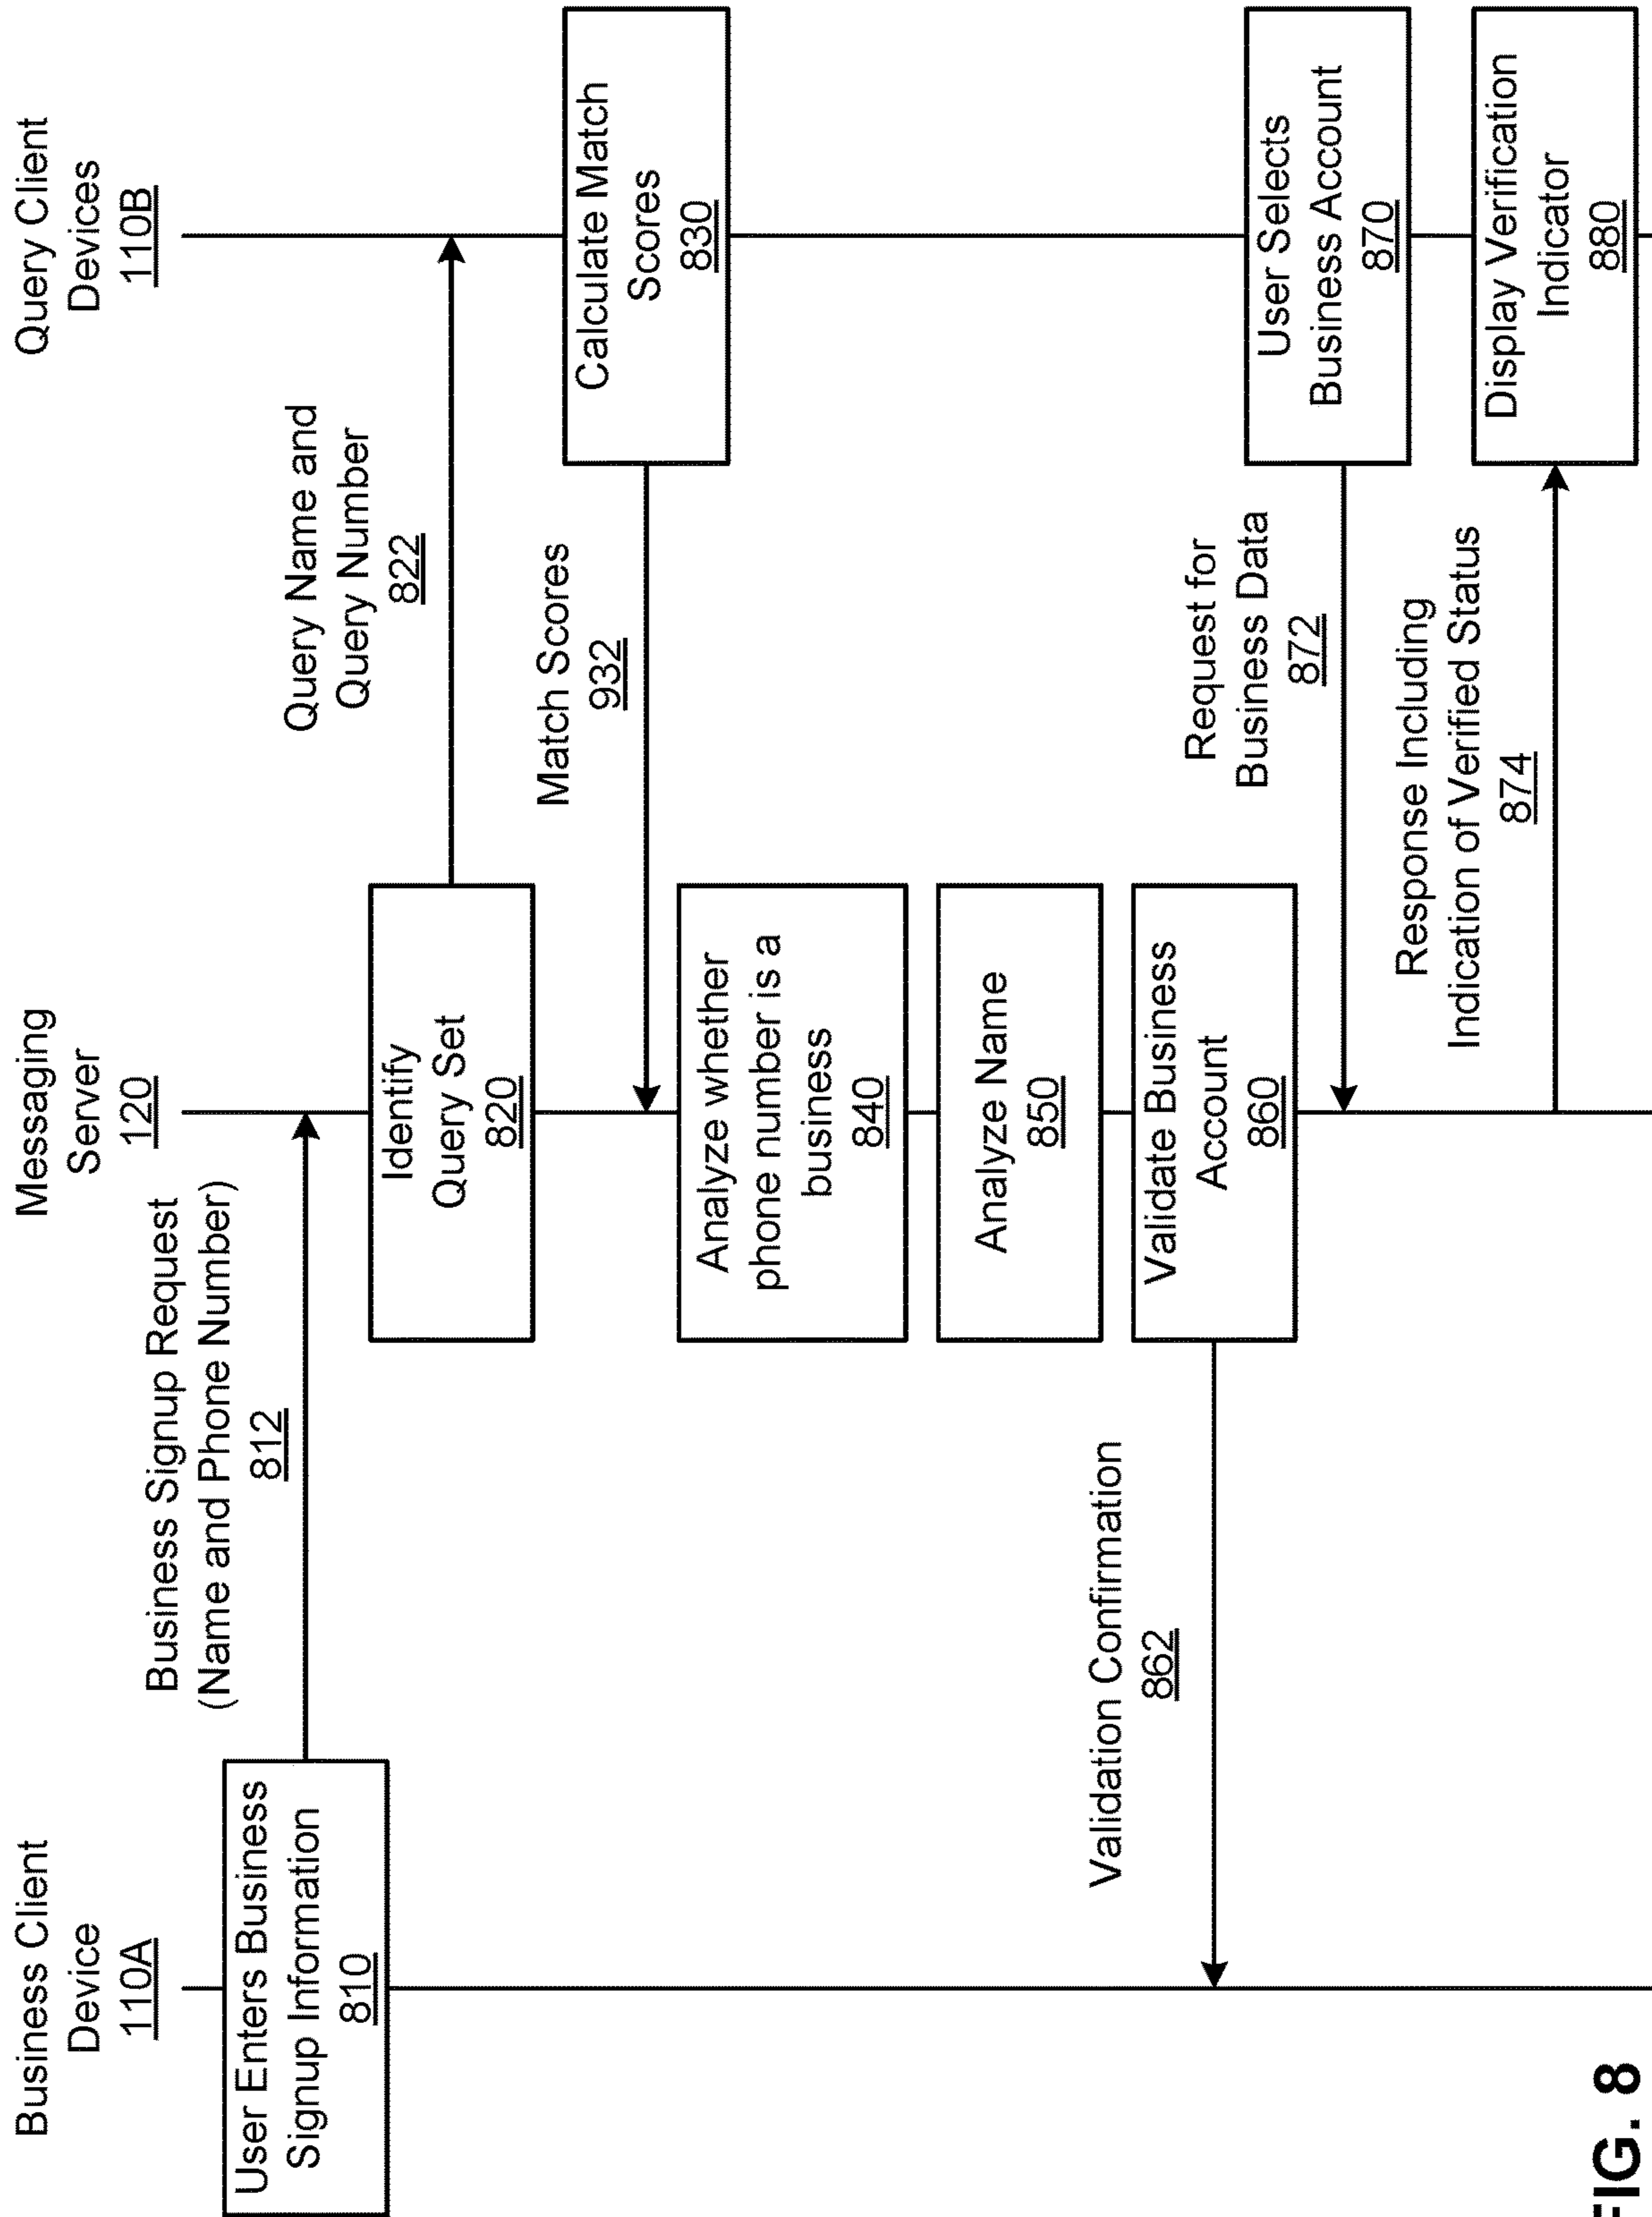 Business Client
Device
110A
Messaging
Server
120
Query Client
Devices
110B
User Enters Business
Signup Information
810
Business Signup Request
(Name and Phone Number)
812
Identify
Query Set
820
Query Name and
Query Number
822
Calculate Match
Scores
830
Match Scores
932
Analyze whether
phone number is a
business
840
Analyze Name
850
Validate Business
Account
860
Validation Confirmation
862
User Selects
Business Account
870
Request for
Business Data
872
Response Including
Indication of Verified Status
874
Display Verification
Indicator
880
FIG. 8